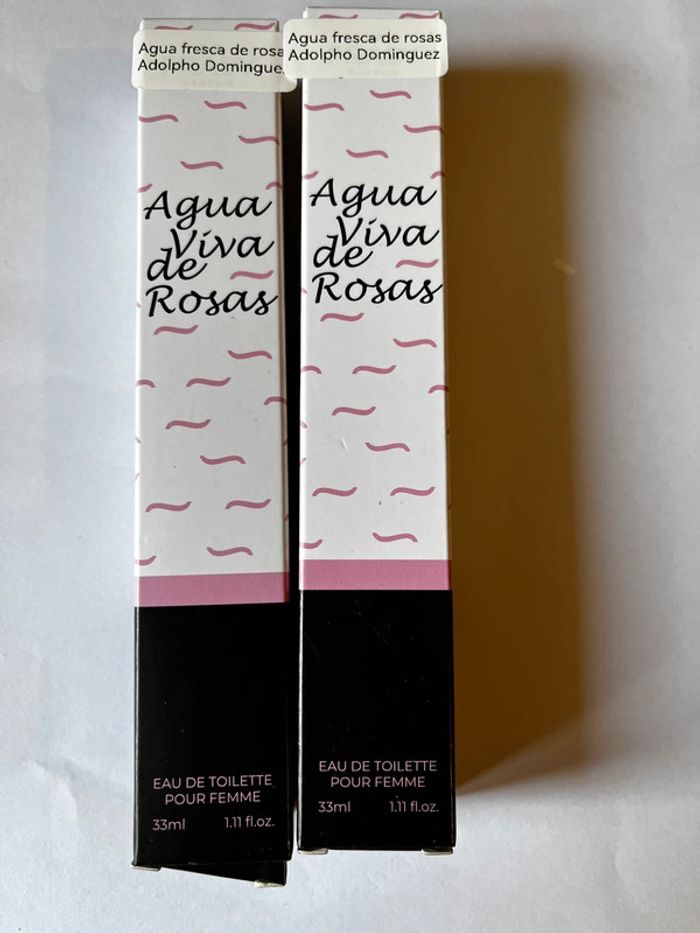 Agua fresca de rosa
Adolpho Domingue
Agua
Viva
de
Rosas
EAU DE TOILETTE
POUR FEMME
33ml 1.11 fl.oz.
Agua fresca de rosas
Adolpho Dominguez
Agua
Viva
de
Rosas
EAU DE TOILETTE
POUR FEMME
33ml 1.11 fl.oz.